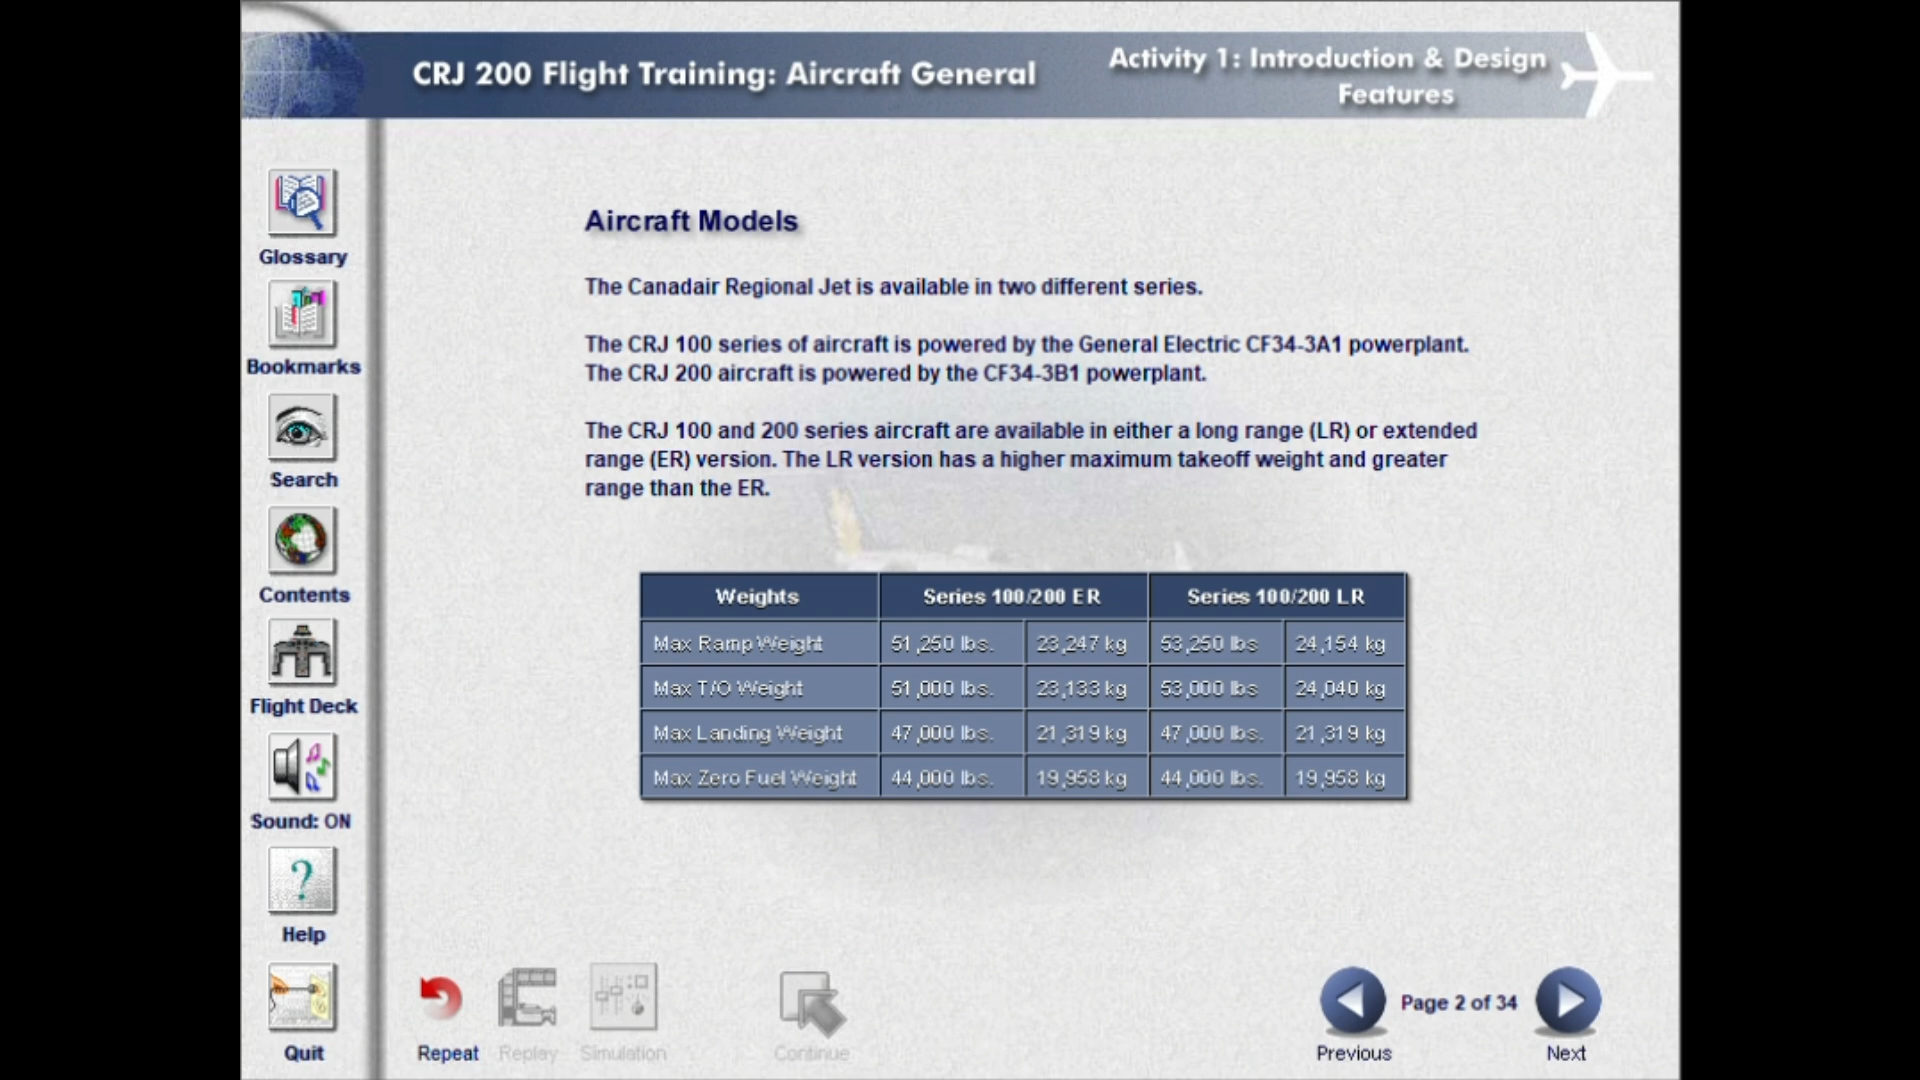 CRJ 200 Flight Training: Aircraft General
Activity 1: Introduction & Design
Features
Glossary
Bookmarks
Search
Contents
Flight Deck
Sound: ON
Help
Quit
Aircraft Models
The Canadair Regional Jet is available in two different series.
The CRJ 100 series of aircraft is powered by the General Electric CF34-3A1 powerplant.
The CRJ 200 aircraft is powered by the CF34-3B1 powerplant.
The CRJ 100 and 200 series aircraft are available in either a long range (LR) or extended
range (ER) version. The LR version has a higher maximum takeoff weight and greater
range than the ER.
Weights Series 100/200 ER Series 100/200 LR
Max Ramp Weight 51,250 lbs. 23,247 kg 53,250 lbs 24,154 kg
Max T/O Weight 51,000 lbs. 23,133 kg 53,000 lbs 24,040 kg
Max Landing Weight 47,000 lbs. 21,319 kg 47,000 lbs. 21,319 kg
Max Zero Fuel Weight 44,000 lbs. 19,958 kg 44,000 lbs. 19,958 kg
Repeat
Replay
Simulation
Continue
Previous
Page 2 of 34
Next